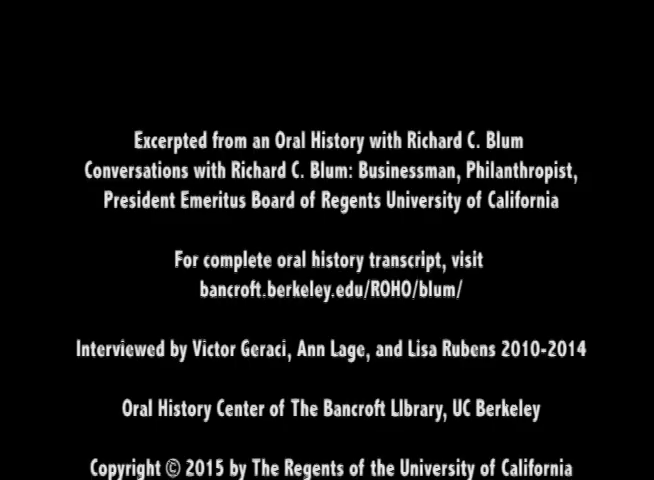 Excerpted from an Oral History with Richard C. Blum
Conversations with Richard C. Blum: Businessman, Philanthropist,
President Emeritus Board of Regents University of California
For complete oral history transcript, visit
bancroft.berkeley.edu/ROHO/blum/
Interviewed by Victor Geraci, Ann Lage, and Lisa Rubens 2010-2014
Oral History Center of The Bancroft LIbrary, UC Berkeley
Copyright © 2015 by The Regents of the University of California